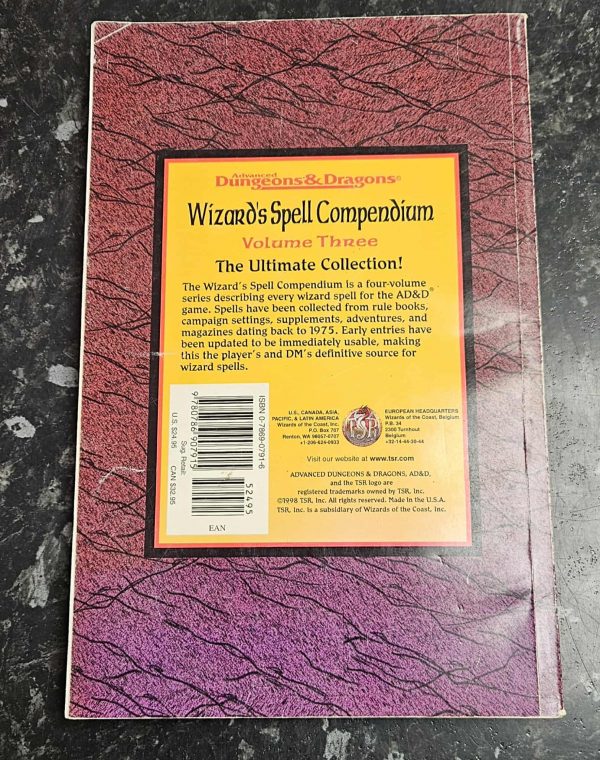 Advanced
Dungeons & Dragons®
Wizard's Spell Compendium
Volume Three
The Ultimate Collection!
The Wizard's Spell Compendium is a four-volume
series describing every wizard spell for the AD&D®
game. Spells have been collected from rule books,
campaign settings, supplements, adventures, and
magazines dating back to 1975. Early entries have
been updated to be immediately usable, making
this the player's and DM's definitive source for
wizard spells.
ISBN 0-7869-0791-6
9 780786 907915
52495
Sug. Retail:
U.S. $24.95
CAN $32.95
EAN
U.S., CANADA, ASIA,
PACIFIC, & LATIN AMERICA
Wizards of the Coast, Inc.
P.O. Box 707
Renton, WA 98057-0707
+1-206-624-0933
TSR
EUROPEAN HEADQUARTERS
Wizards of the Coast, Belgium
P.B. 34
2300 Turnhout
Belgium
+32-14-44-30-44
Visit our website at www.tsr.com
ADVANCED DUNGEONS & DRAGONS, AD&D,
and the TSR logo are
registered trademarks owned by TSR, Inc.
©1998 TSR, Inc. All rights reserved. Made in the U.S.A.
TSR, Inc. is a subsidiary of Wizards of the Coast, Inc.